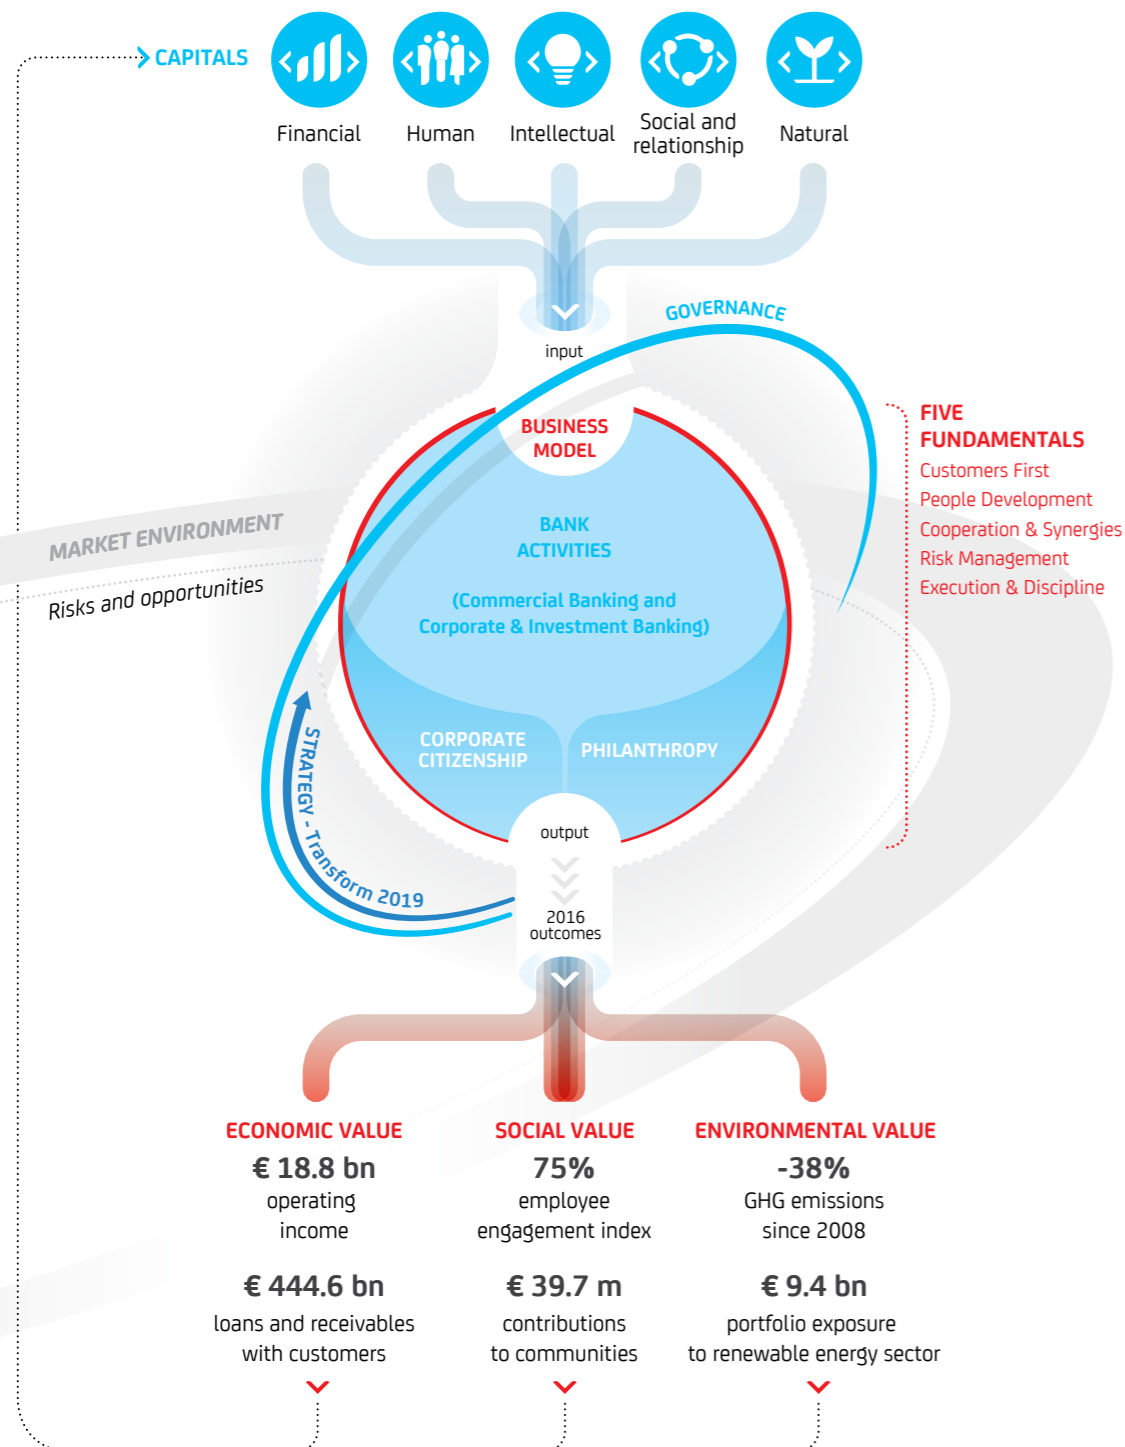 CAPITALS
Financial
Human
Intellectual
Social and
relationship
Natural
input
GOVERNANCE
BUSINESS
MODEL
FIVE
FUNDAMENTALS
Customers First
People Development
Cooperation & Synergies
Risk Management
Execution & Discipline
MARKET ENVIRONMENT
Risks and opportunities
BANK
ACTIVITIES
(Commercial Banking and
Corporate & Investment Banking)
CORPORATE
CITIZENSHIP
PHILANTHROPY
STRATEGY - Transform 2019
output
2016
outcomes
ECONOMIC VALUE
€ 18.8 bn
operating
income
€ 444.6 bn
loans and receivables
with customers
SOCIAL VALUE
75%
employee
engagement index
€ 39.7 m
contributions
to communities
ENVIRONMENTAL VALUE
-38%
GHG emissions
since 2008
€ 9.4 bn
portfolio exposure
to renewable energy sector